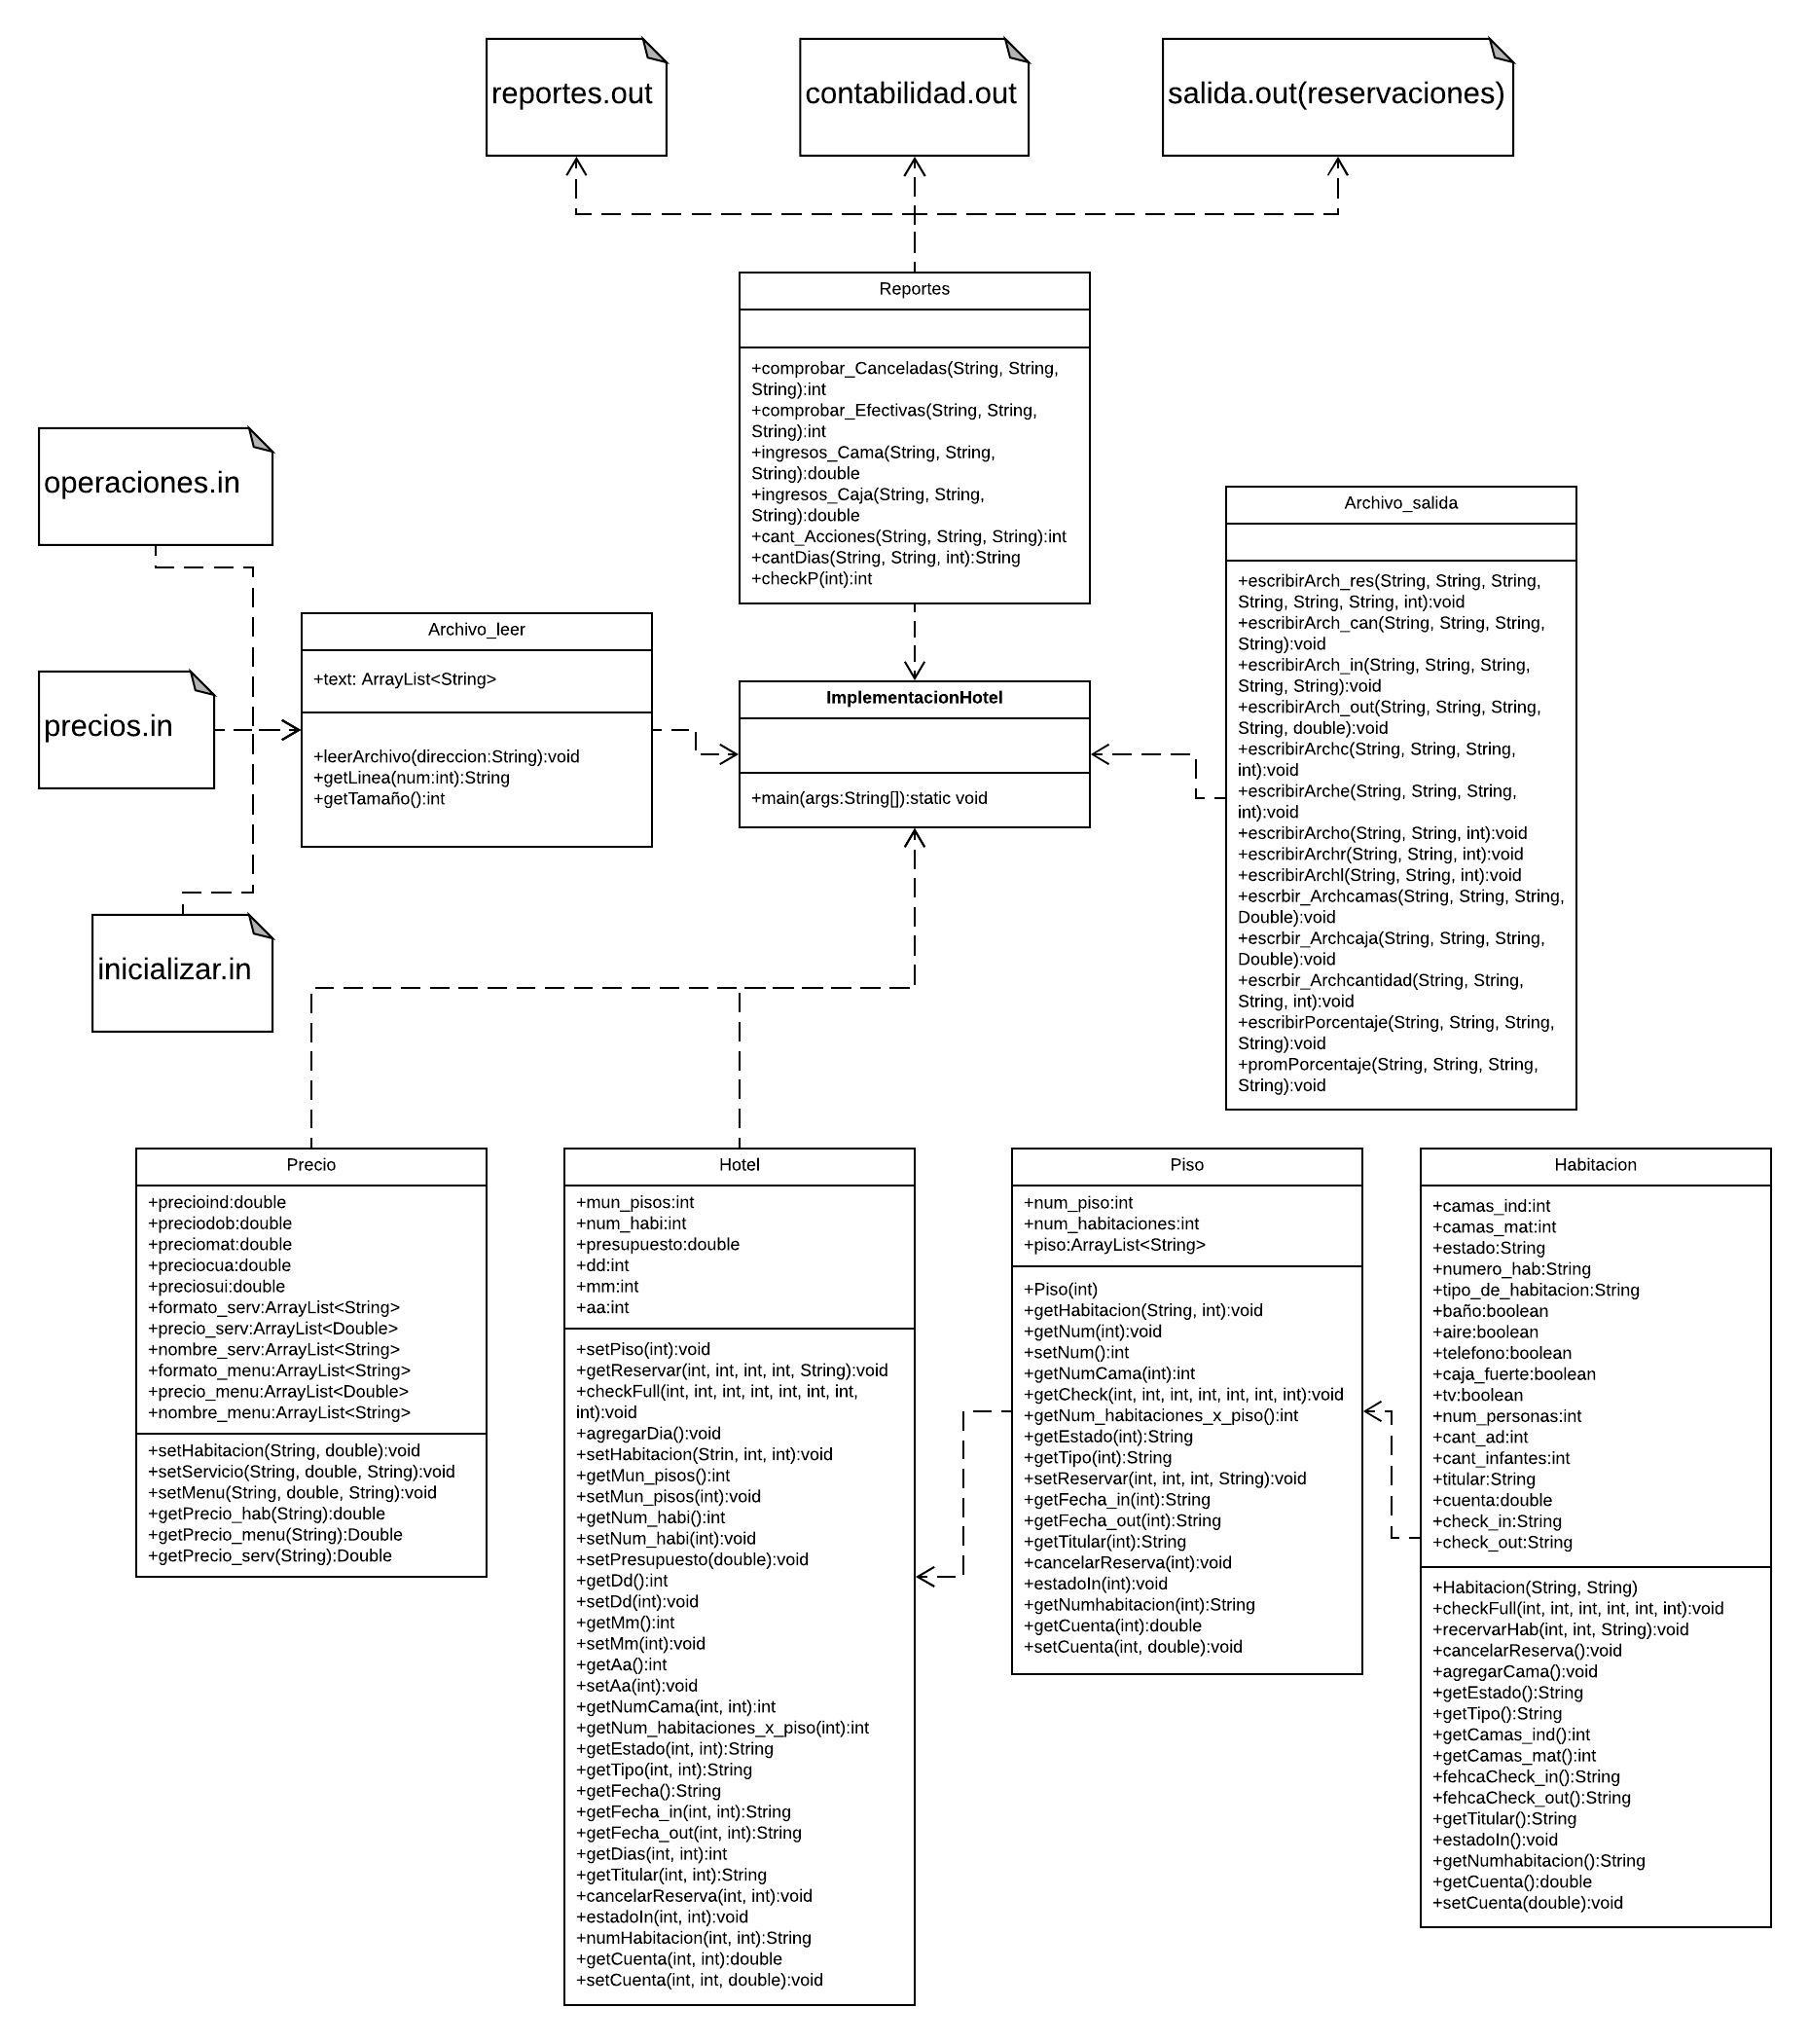 reportes.out
contabilidad.out
salida.out(reservaciones)
Reportes
+comprobar_Canceladas(String, String,
String):int
+comprobar_Efectivas(String, String,
String):int
+ingresos_Cama(String, String,
String):double
+ingresos_Caja(String, String,
String):double
+cant_Acciones(String, String, String):int
+cantDias(String, String, int):String
+checkP(int):int
operaciones.in
precios.in
inicializar.in
Archivo_leer
+text: ArrayList<String>
+leerArchivo(direccion:String):void
+getLinea(num:int):String
+getTamaño():int
ImplementacionHotel
+main(args:String[]):static void
Archivo_salida
+escribirArch_res(String, String, String,
String, String, String, int):void
+escribirArch_can(String, String, String,
String):void
+escribirArch_in(String, String, String,
String, String):void
+escribirArch_out(String, String, String,
String, double):void
+escribirArchc(String, String, String,
int):void
+escribirArche(String, String, String,
int):void
+escribirArcho(String, String, int):void
+escribirArchr(String, String, int):void
+escribirArchl(String, String, int):void
+escrbir_Archcamas(String, String, String,
Double):void
+escrbir_Archcaja(String, String, String,
Double):void
+escrbir_Archcantidad(String, String,
String, int):void
+escribirPorcentaje(String, String, String,
String):void
+promPorcentaje(String, String, String,
String):void
Precio
+precioind:double
+preciodob:double
+preciomat:double
+preciocua:double
+preciosui:double
+formato_serv:ArrayList<String>
+precio_serv:ArrayList<Double>
+nombre_serv:ArrayList<String>
+formato_menu:ArrayList<String>
+precio_menu:ArrayList<Double>
+nombre_menu:ArrayList<String>
+setHabitacion(String, double):void
+setServicio(String, double, String):void
+setMenu(String, double, String):void
+getPrecio_hab(String):double
+getPrecio_menu(String):Double
+getPrecio_serv(String):Double
Hotel
+mun_pisos:int
+num_habi:int
+presupuesto:double
+dd:int
+mm:int
+aa:int
+setPiso(int):void
+getReservar(int, int, int, int, String):void
+checkFull(int, int, int, int, int, int, int,
int):void
+agregarDia():void
+setHabitacion(Strin, int, int):void
+getMun_pisos():int
+setMun_pisos(int):void
+getNum_habi():int
+setNum_habi(int):void
+setPresupuesto(double):void
+getDd():int
+setDd(int):void
+getMm():int
+setMm(int):void
+getAa():int
+setAa(int):void
+getNumCama(int, int):int
+getNum_habitaciones_x_piso(int):int
+getEstado(int, int):String
+getTipo(int, int):String
+getFecha():String
+getFecha_in(int, int):String
+getFecha_out(int, int):String
+getDias(int, int):int
+getTitular(int, int):String
+cancelarReserva(int, int):void
+estadoIn(int, int):void
+numHabitacion(int, int):String
+getCuenta(int, int):double
+setCuenta(int, int, double):void
Piso
+num_piso:int
+num_habitaciones:int
+piso:ArrayList<String>
+Piso(int)
+getHabitacion(String, int):void
+getNum(int):void
+setNum():int
+getNumCama(int):int
+getCheck(int, int, int, int, int, int, int):void
+getNum_habitaciones_x_piso():int
+getEstado(int):String
+getTipo(int):String
+setReservar(int, int, int, String):void
+getFecha_in(int):String
+getFecha_out(int):String
+getTitular(int):String
+cancelarReserva(int):void
+estadoIn(int):void
+getNumhabitacion(int):String
+getCuenta(int):double
+setCuenta(int, double):void
Habitacion
+camas_ind:int
+camas_mat:int
+estado:String
+numero_hab:String
+tipo_de_habitacion:String
+baño:boolean
+aire:boolean
+telefono:boolean
+caja_fuerte:boolean
+tv:boolean
+num_personas:int
+cant_ad:int
+cant_infantes:int
+titular:String
+cuenta:double
+check_in:String
+check_out:String
+Habitacion(String, String)
+checkFull(int, int, int, int, int, int):void
+recervarHab(int, int, String):void
+cancelarReserva():void
+agregarCama():void
+getEstado():String
+getTipo():String
+getCamas_ind():int
+getCamas_mat():int
+fehcaCheck_in():String
+fehcaCheck_out():String
+getTitular():String
+estadoIn():void
+getNumhabitacion():String
+getCuenta():double
+setCuenta(double):void